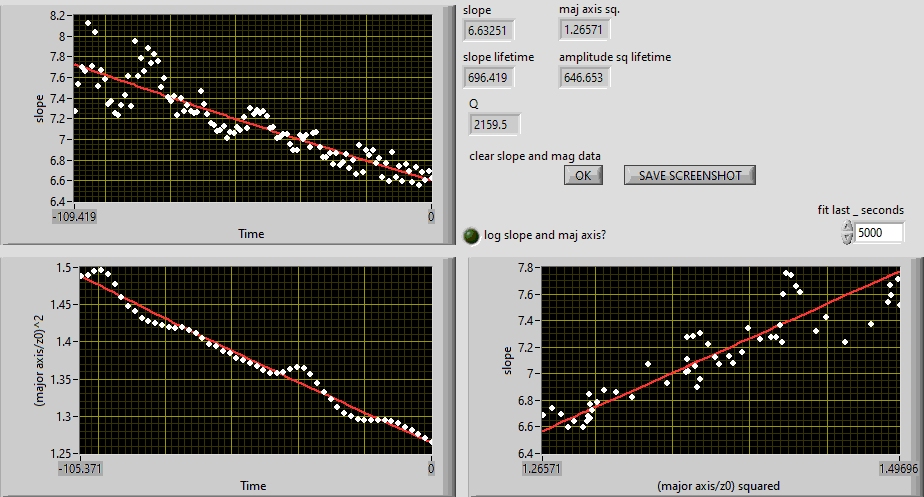 8.2
8
7.8
7.6
7.4
7.2
7
6.8
6.6
6.4
slope
-109.419
0
Time
slope
6.63251
maj axis sq.
1.26571
slope lifetime
696.419
amplitude sq lifetime
646.653
Q
2159.5
clear slope and mag data
OK
SAVE SCREENSHOT
fit last _ seconds
5000
log slope and maj axis?
1.5
1.45
1.4
1.35
1.3
1.25
(major axis/z0)^2
-105.371
0
Time
7.8
7.6
7.4
7.2
7
6.8
6.6
6.4
slope
1.26571
1.49696
(major axis/z0) squared